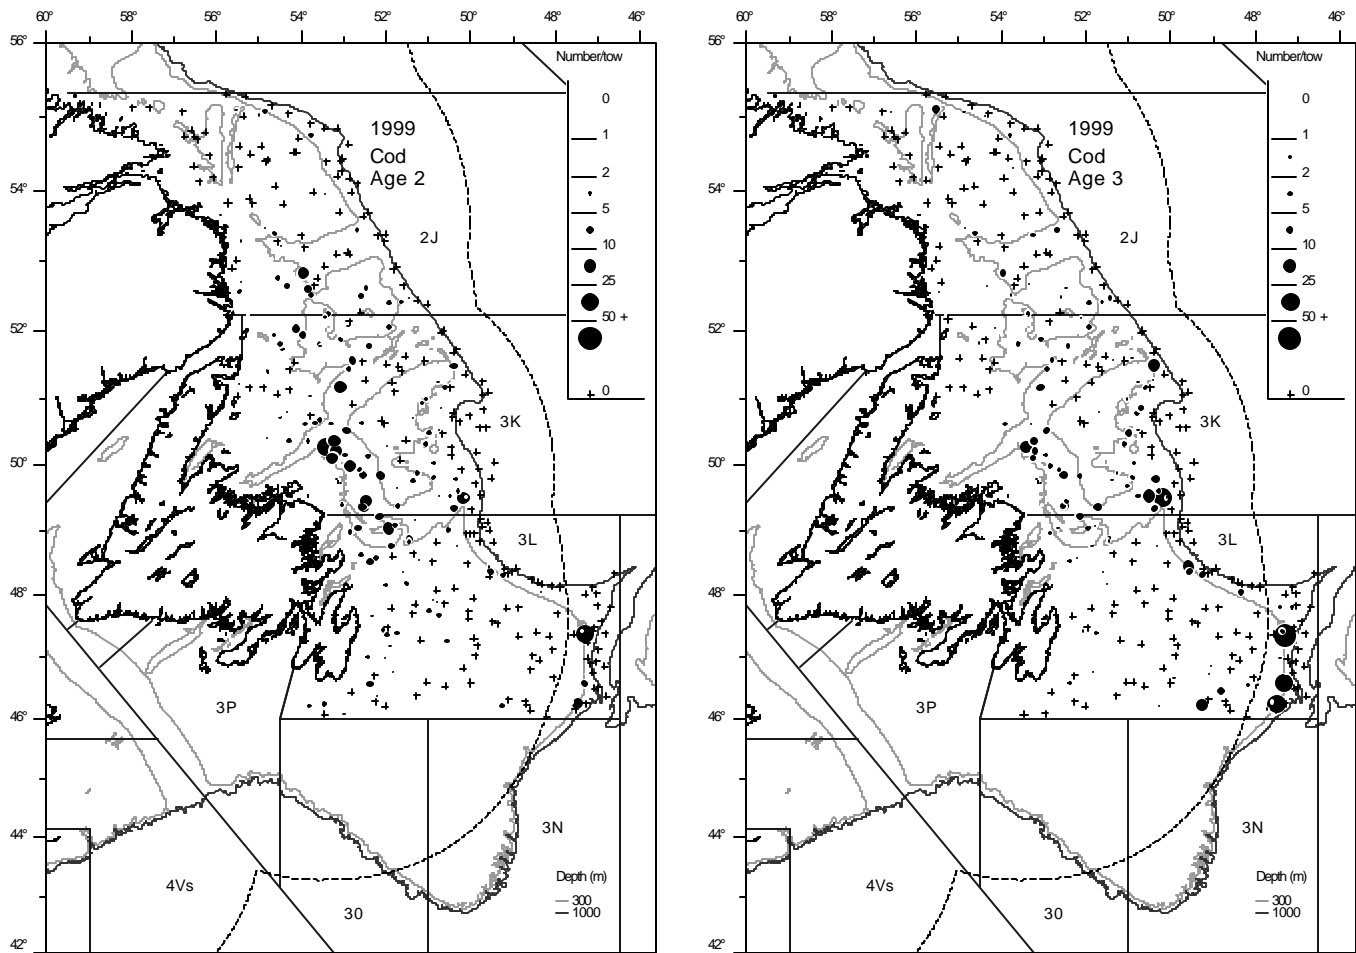 60° 58° 56° 54° 52° 50° 48° 46°
56°
54°
52°
50°
48°
46°
44°
42°
Number/tow
0
1
2
5
10
25
50 +
0
1999
Cod
Age 2
2J
3K
3L
3P
3N
4Vs
30
Depth (m)
300
1000
60° 58° 56° 54° 52° 50° 48° 46°
56°
54°
52°
50°
48°
46°
44°
42°
Number/tow
0
1
2
5
10
25
50 +
0
1999
Cod
Age 3
2J
3K
3L
3P
3N
4Vs
30
Depth (m)
300
1000